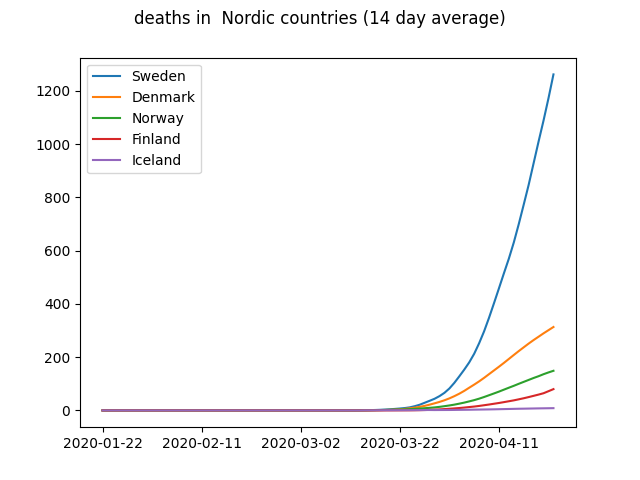 deaths in  Nordic countries (14 day average)
Sweden
Denmark
Norway
Finland
Iceland
1200
1000
800
600
400
200
0
2020-01-22 2020-02-11 2020-03-02 2020-03-22 2020-04-11